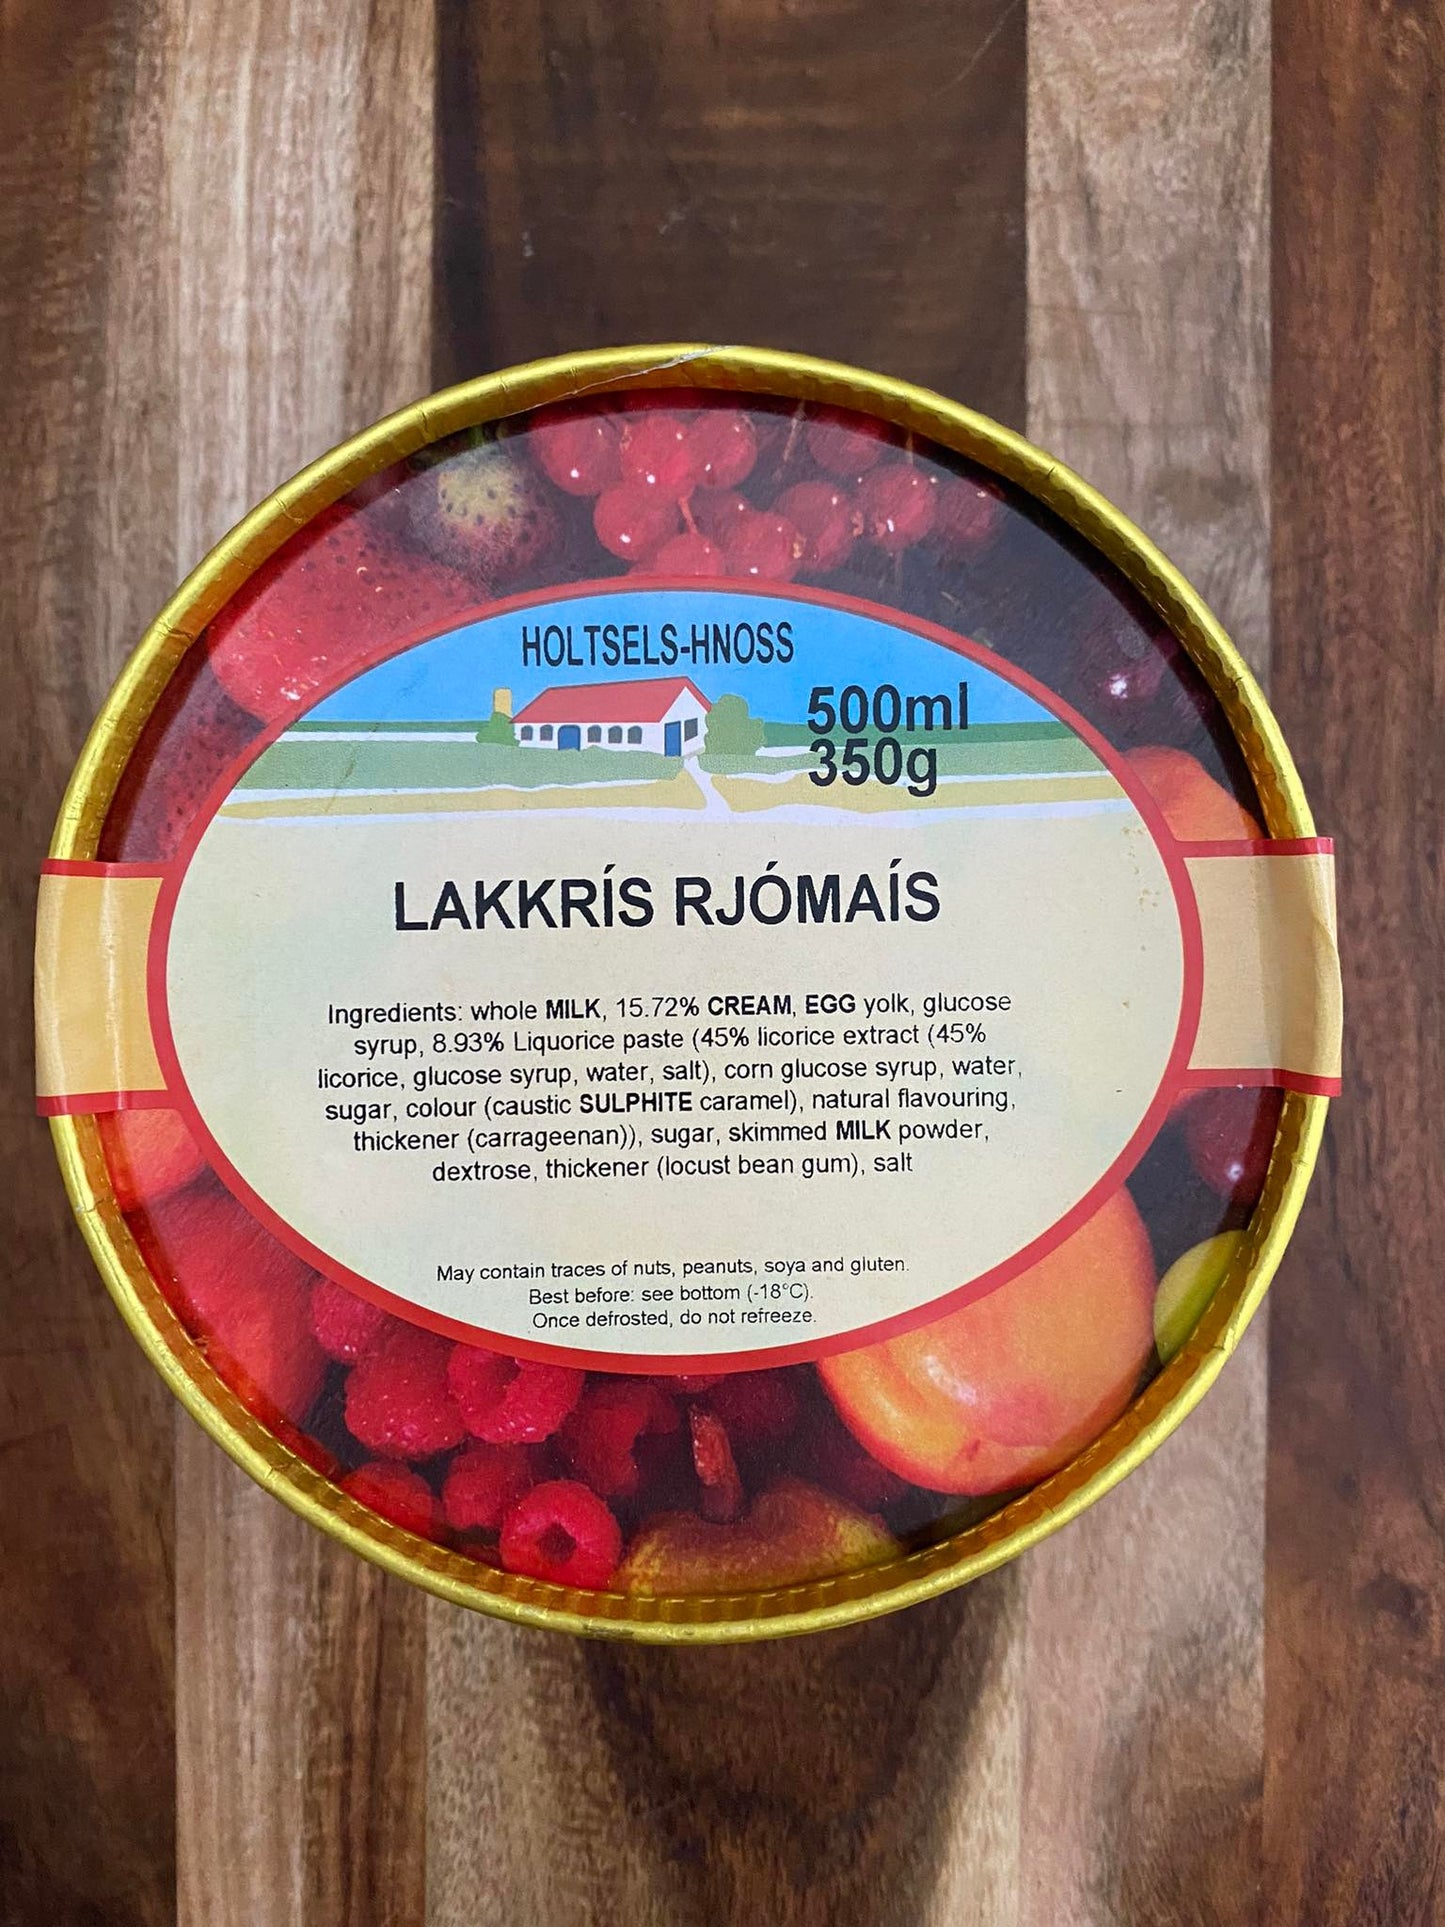 HOLTSELS-HNOSS
500ml
350g
LAKKRÍS RJÓMAÍS
Ingredients: whole MILK, 15.72% CREAM, EGG yolk, glucose
syrup, 8.93% Liquorice paste (45% licorice extract (45%
licorice, glucose syrup, water, salt), corn glucose syrup, water,
sugar, colour (caustic SULPHITE caramel), natural flavouring,
thickener (carrageenan)), sugar, skimmed MILK powder,
dextrose, thickener (locust bean gum), salt
May contain traces of nuts, peanuts, soya and gluten.
Best before: see bottom (-18°C).
Once defrosted, do not refreeze.